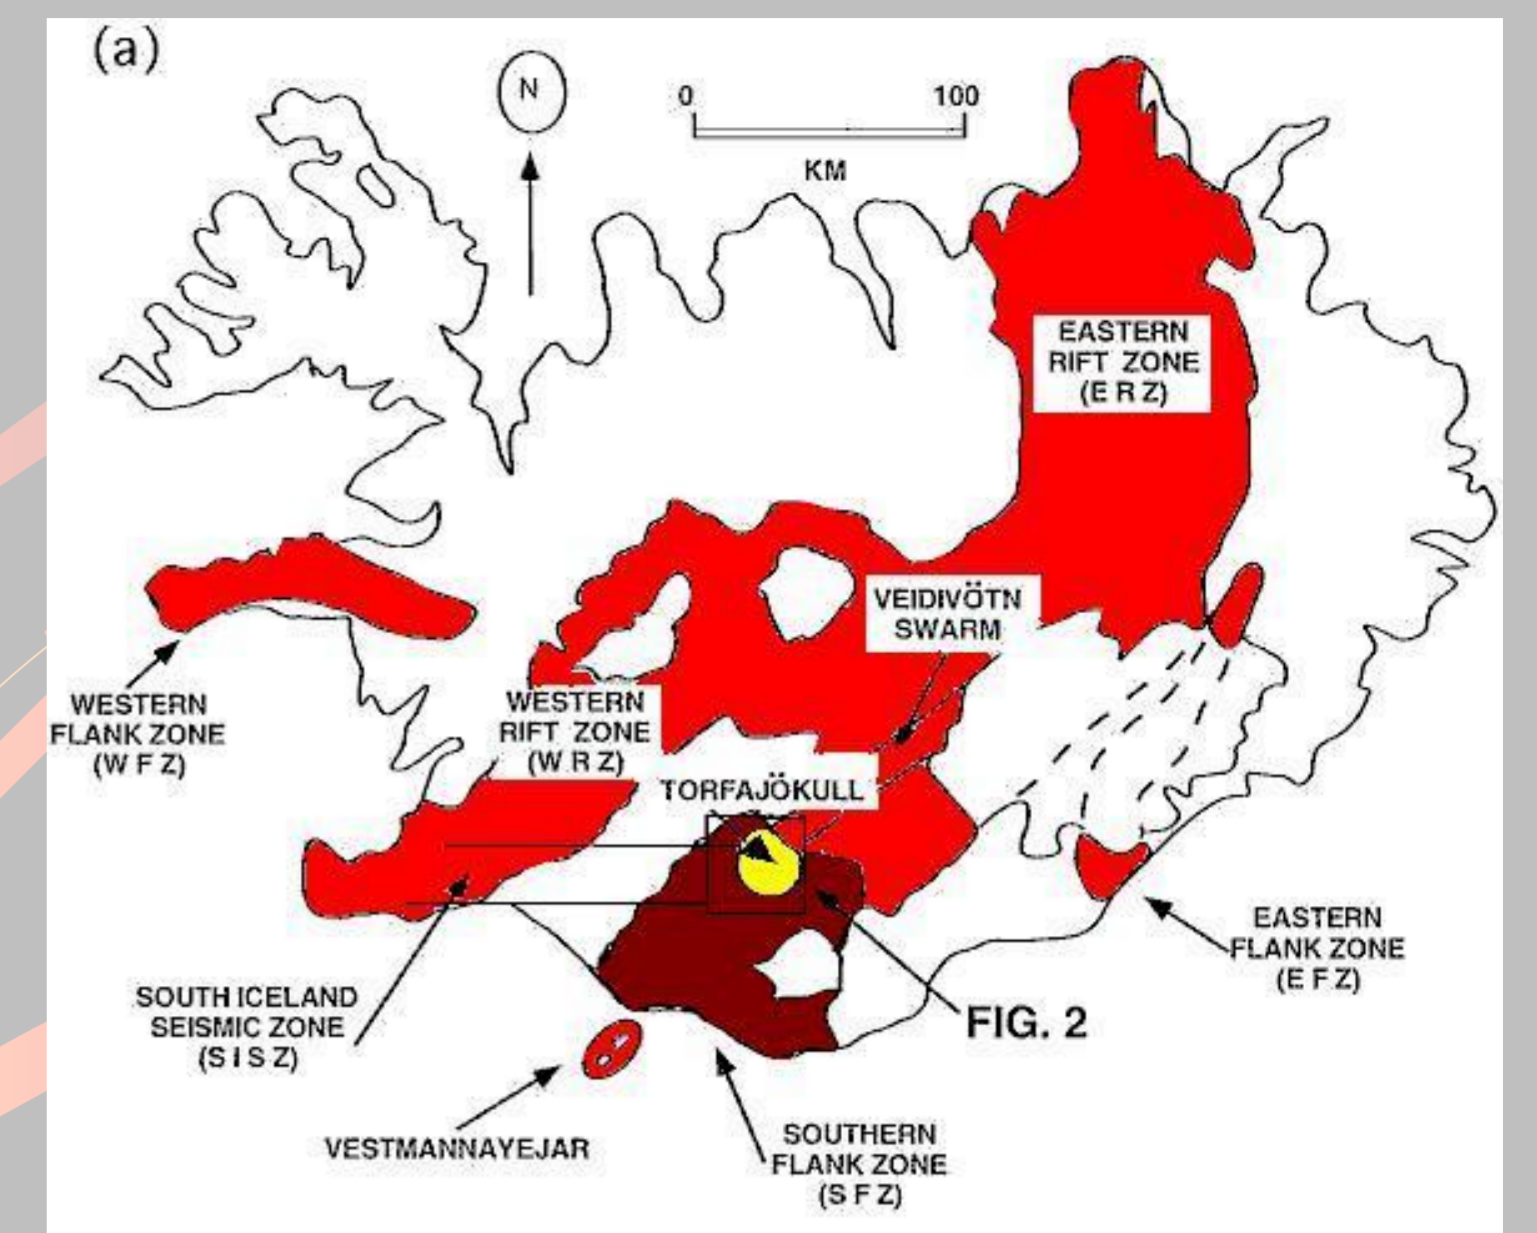 (a)
N
0 100
KM
EASTERN
RIFT ZONE
(E R Z)
VEIDIVÖTN
SWARM
WESTERN
FLANK ZONE
(W F Z)
WESTERN
RIFT ZONE
(W R Z)
TORFAJÖKULL
EASTERN
FLANK ZONE
(E F Z)
SOUTH ICELAND
SEISMIC ZONE
(S I S Z)
FIG. 2
VESTMANNAYEJAR
SOUTHERN
FLANK ZONE
(S F Z)